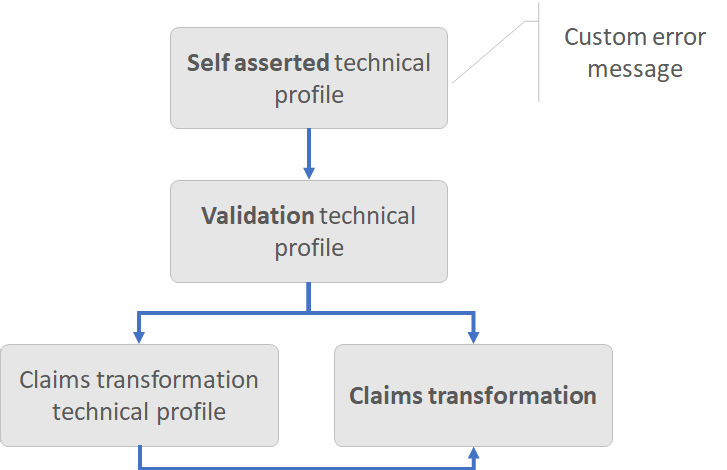 Custom error
message
Self asserted technical
profile
Validation technical
profile
Claims transformation
technical profile
Claims transformation